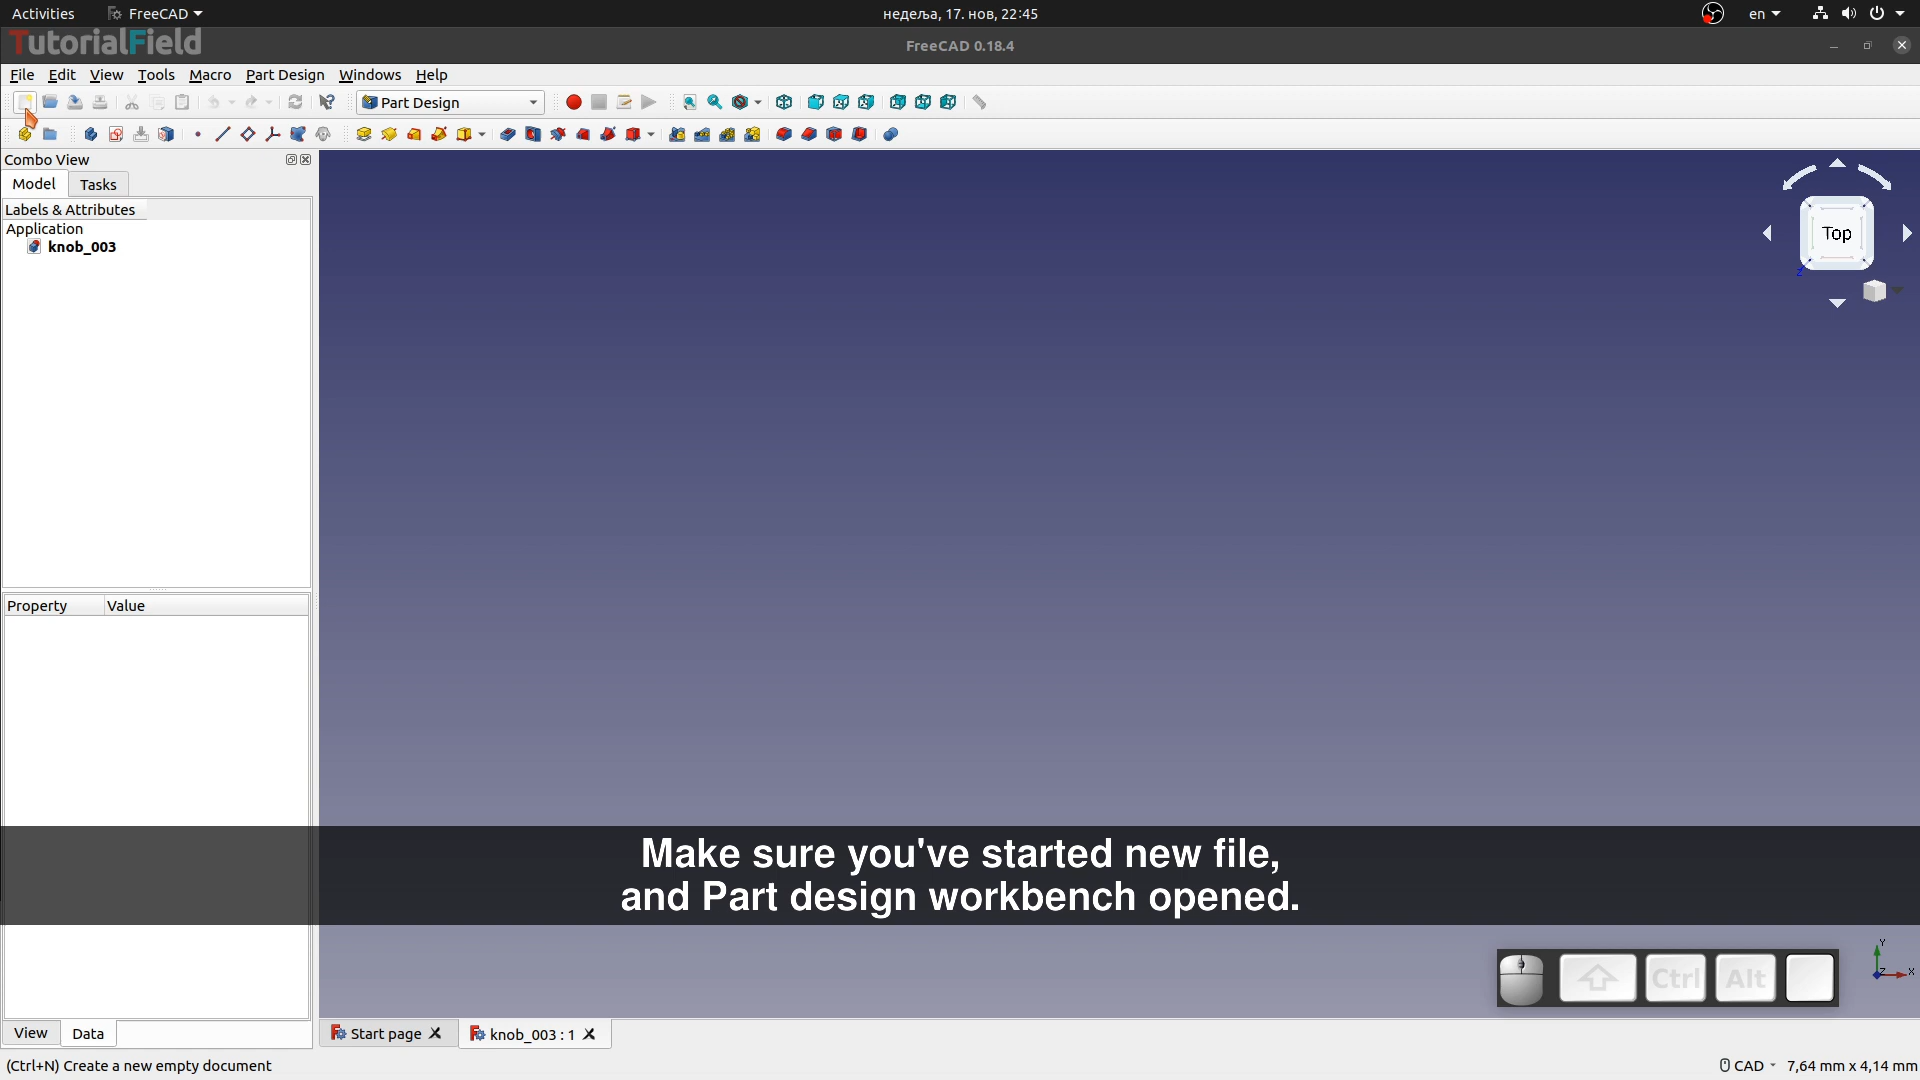 Activities
FreeCAD
недеља, 17. нов, 22:45
en
TutorialField
FreeCAD 0.18.4
File Edit View Tools Macro Part Design Windows Help
Part Design
Combo View
Model Tasks
Labels & Attributes
Application
knob_003
Top
Z
Property Value
Make sure you've started new file,
and Part design workbench opened.
Y
Z
X
Ctrl
Alt
View Data
Start page
knob_003 : 1
(Ctrl+N) Create a new empty document
CAD
7,64 mm x 4,14 mm